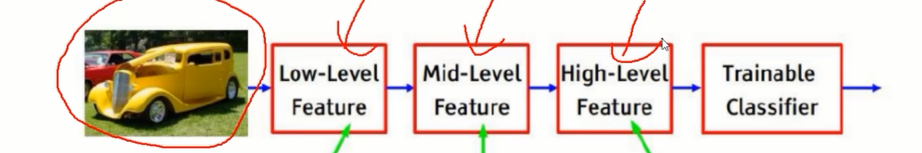 Low-Level
Feature
Mid-Level
Feature
High-Level
Feature
Trainable
Classifier